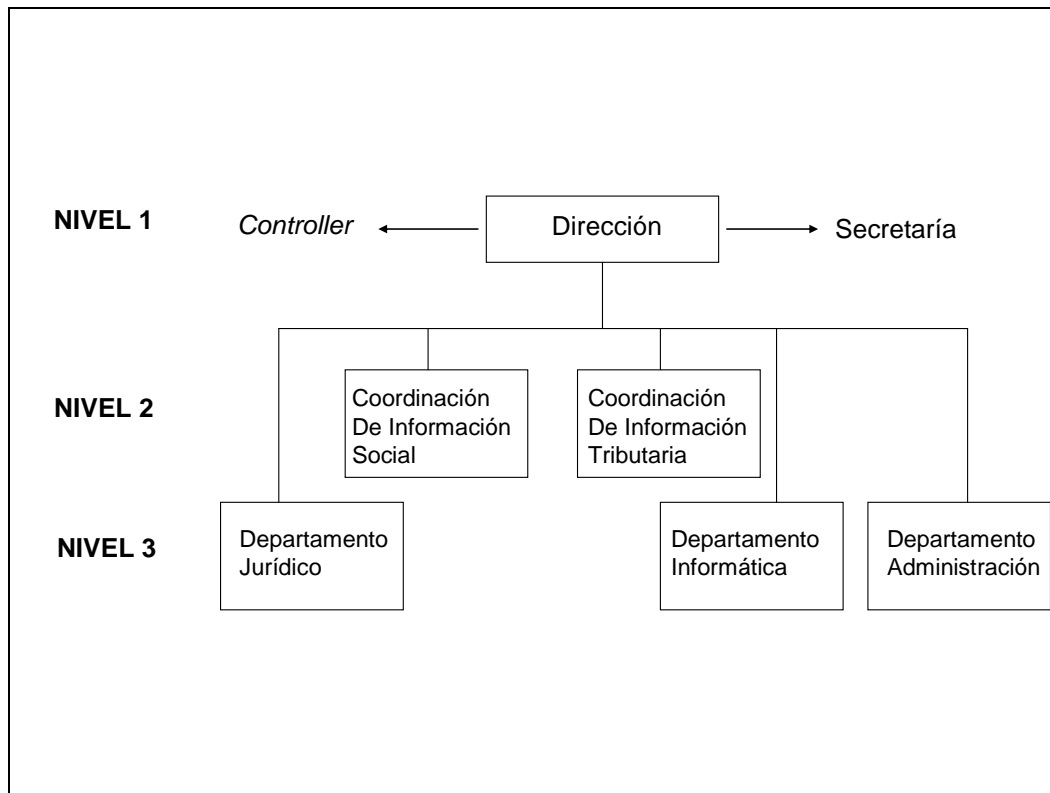 NIVEL 1
Controller
Dirección
Secretaría
NIVEL 2
Coordinación
De Información
Social
Coordinación
De Información
Tributaria
NIVEL 3
Departamento
Jurídico
Departamento
Informática
Departamento
Administración